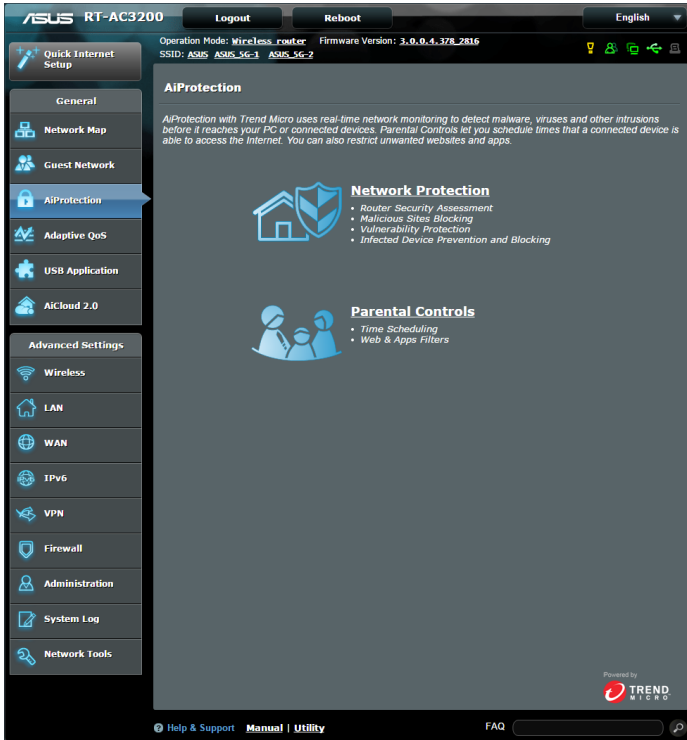 ASUS RT-AC3200 Logout Reboot English
Operation Mode: Wireless router Firmware Version: 3.0.0.4.378_2816
SSID: ASUS ASUS_5G-1 ASUS_5G-2
Quick Internet
Setup
General
Network Map
Guest Network
AiProtection
Adaptive QoS
USB Application
AiCloud 2.0
Advanced Settings
Wireless
LAN
WAN
IPv6
VPN
Firewall
Administration
System Log
Network Tools
AiProtection
AiProtection with Trend Micro uses real-time network monitoring to detect malware, viruses and other intrusions
before it reaches your PC or connected devices. Parental Controls let you schedule times that a connected device is
able to access the Internet. You can also restrict unwanted websites and apps.
Network Protection
• Router Security Assessment
• Malicious Sites Blocking
• Vulnerability Protection
• Infected Device Prevention and Blocking
Parental Controls
• Time Scheduling
• Web & Apps Filters
Powered by
TREND
MICRO
Help & Support Manual | Utility FAQ